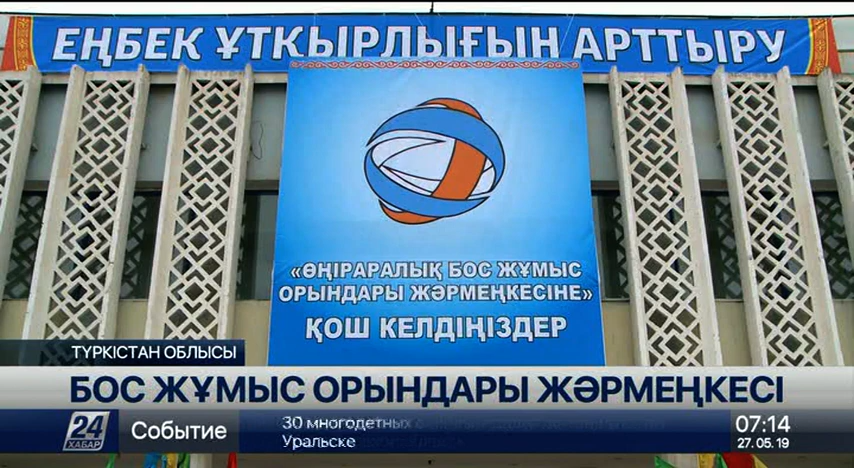 ЕҢБЕК ҰТҚЫРЛЫҒЫН АРТТЫРУ
«ӨҢІРАРАЛЫҚ БОС ЖҰМЫС
ОРЫНДАРЫ ЖӘРМЕҢКЕСІНЕ»
ҚОШ КЕЛДІҢІЗДЕР
ТҮРКІСТАН ОБЛЫСЫ
БОС ЖҰМЫС ОРЫНДАРЫ ЖӘРМЕҢКЕСІ
24
ХАБАР
Событие
30 многодетных
Уральске
07:14
27.05.19